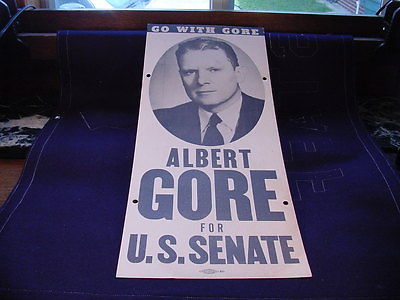 GO WITH GORE
ALBERT
GORE
FOR
U.S. SENATE